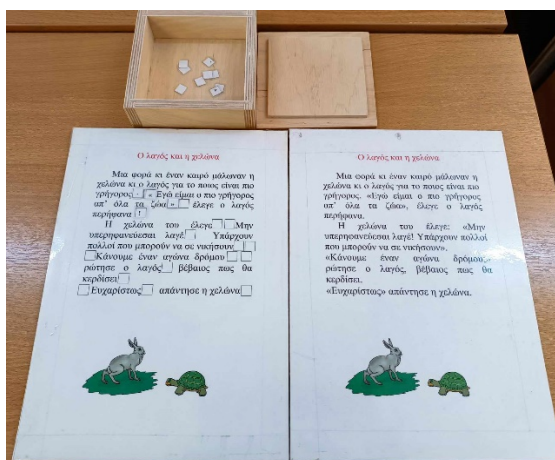 Ο λαγός και η χελώνα
Μια φορά κι έναν καιρό μάλωναν η
χελώνα κι ο λαγός για το ποιος είναι πιο
γρήγορος . « Εγώ είμαι ο πιο γρήγορος
απ' όλα τα ζώα » έλεγε ο λαγός
περήφανα !
Η χελώνα του έλεγε Μην
υπερηφανεύεσαι λαγέ! Υπάρχουν
πολλοί που μπορούν να σε νικήσουν
Κάνουμε έναν αγώνα δρόμου
ρώτησε ο λαγός βέβαιος πως θα
κερδίσει
Ευχαρίστως απάντησε η χελώνα
Ο λαγός και η χελώνα
Μια φορά κι έναν καιρό μάλωναν η
χελώνα κι ο λαγός για το ποιος είναι πιο
γρήγορος. «Εγώ είμαι ο πιο γρήγορος
απ' όλα τα ζώα», έλεγε ο λαγός
περήφανα.
Η χελώνα του έλεγε: «Μην
υπερηφανεύεσαι λαγέ! Υπάρχουν πολλοί
που μπορούν να σε νικήσουν».
«Κάνουμε έναν αγώνα δρόμου;»
ρώτησε ο λαγός, βέβαιος πως θα
κερδίσει.
«Ευχαρίστως» απάντησε η χελώνα.